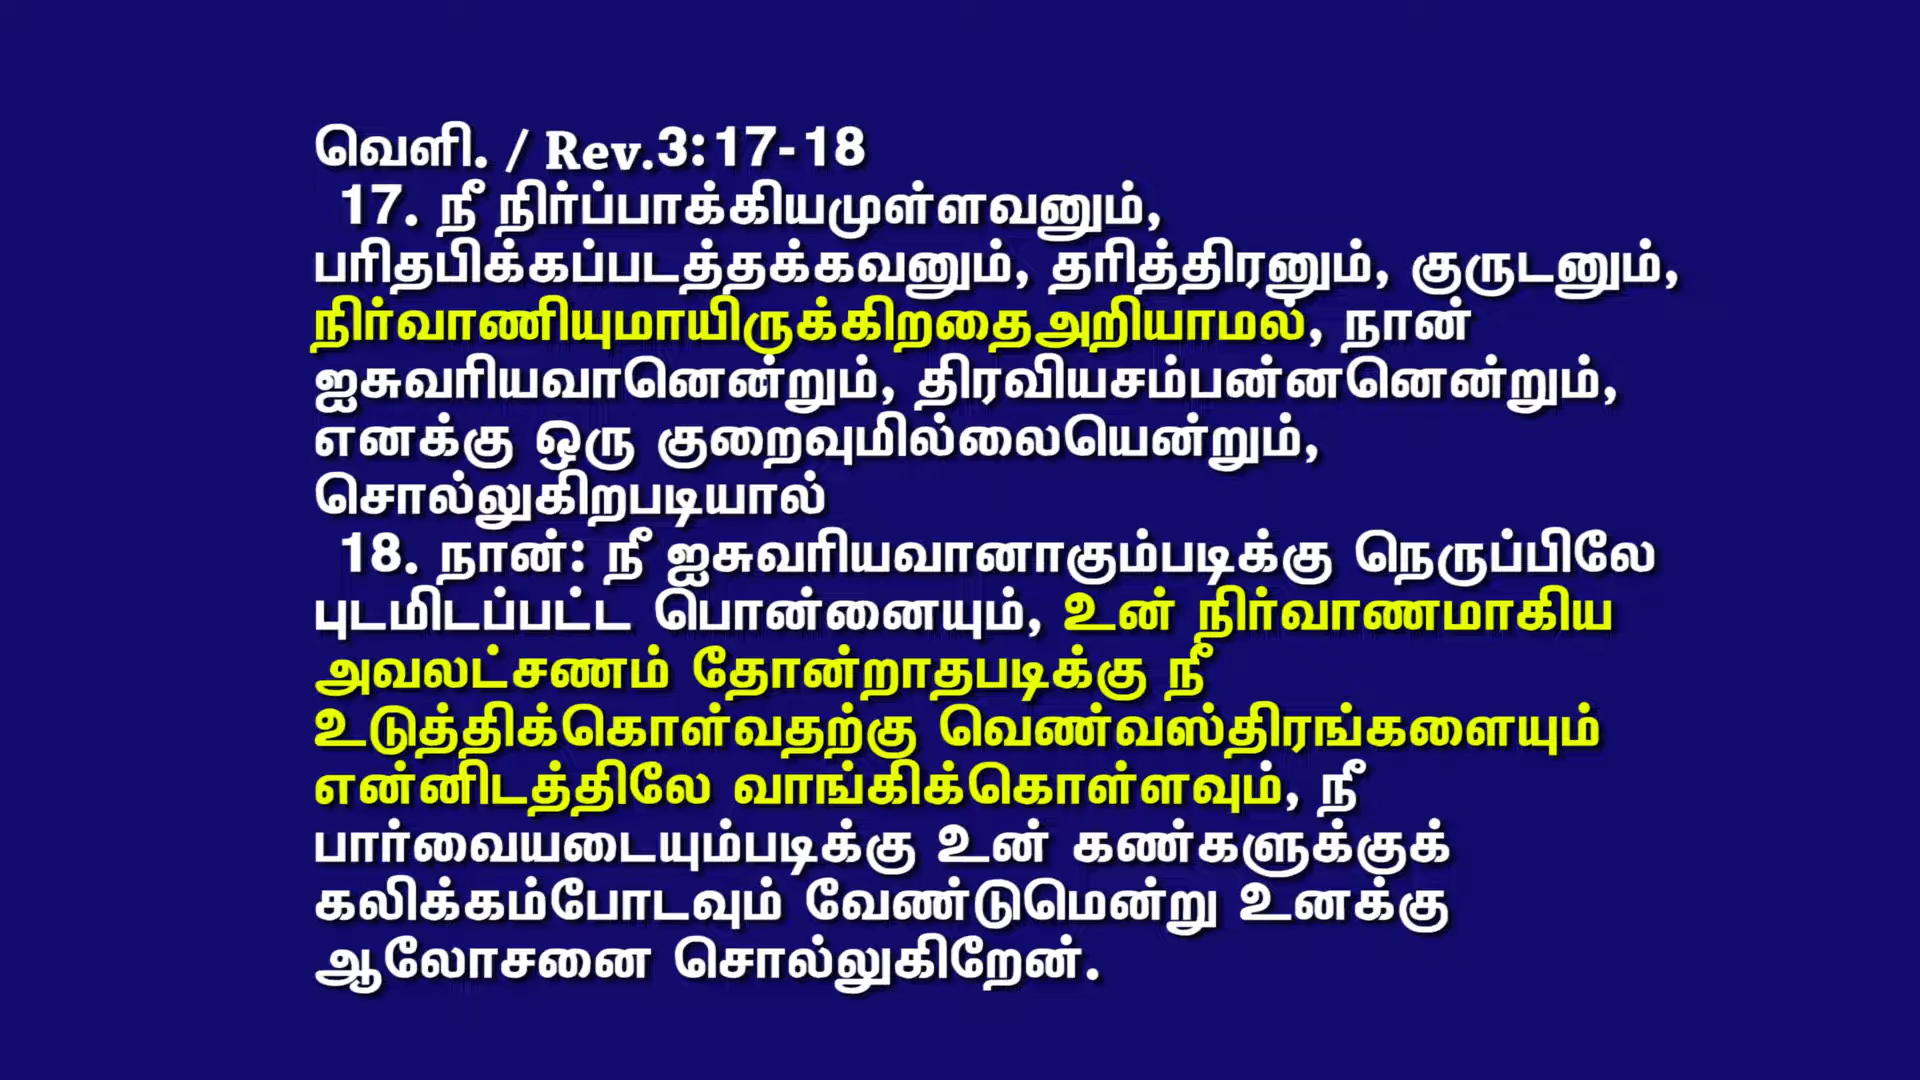 வெளி. / Rev.3:17-18
17. நீ நிர்ப்பாக்கியமுள்ளவனும்,
பரிதபிக்கப்படத்தக்கவனும், தரித்திரனும், குருடனும்,
நிர்வாணியுமாயிருக்கிறதைஅறியாமல், நான்
ஐசுவரியவானென்றும், திரவியசம்பன்னனென்றும்,
எனக்கு ஒரு குறைவுமில்லையென்றும்,
சொல்லுகிறபடியால்
18. நான்: நீ ஐசுவரியவானாகும்படிக்கு நெருப்பிலே
புடமிடப்பட்ட பொன்னையும், உன் நிர்வாணமாகிய
அவலட்சணம் தோன்றாதபடிக்கு நீ
உடுத்திக்கொள்வதற்கு வெண்வஸ்திரங்களையும்
என்னிடத்திலே வாங்கிக்கொள்ளவும், நீ
பார்வையடையும்படிக்கு உன் கண்களுக்குக்
கலிக்கம்போடவும் வேண்டுமென்று உனக்கு
ஆலோசனை சொல்லுகிறேன்.